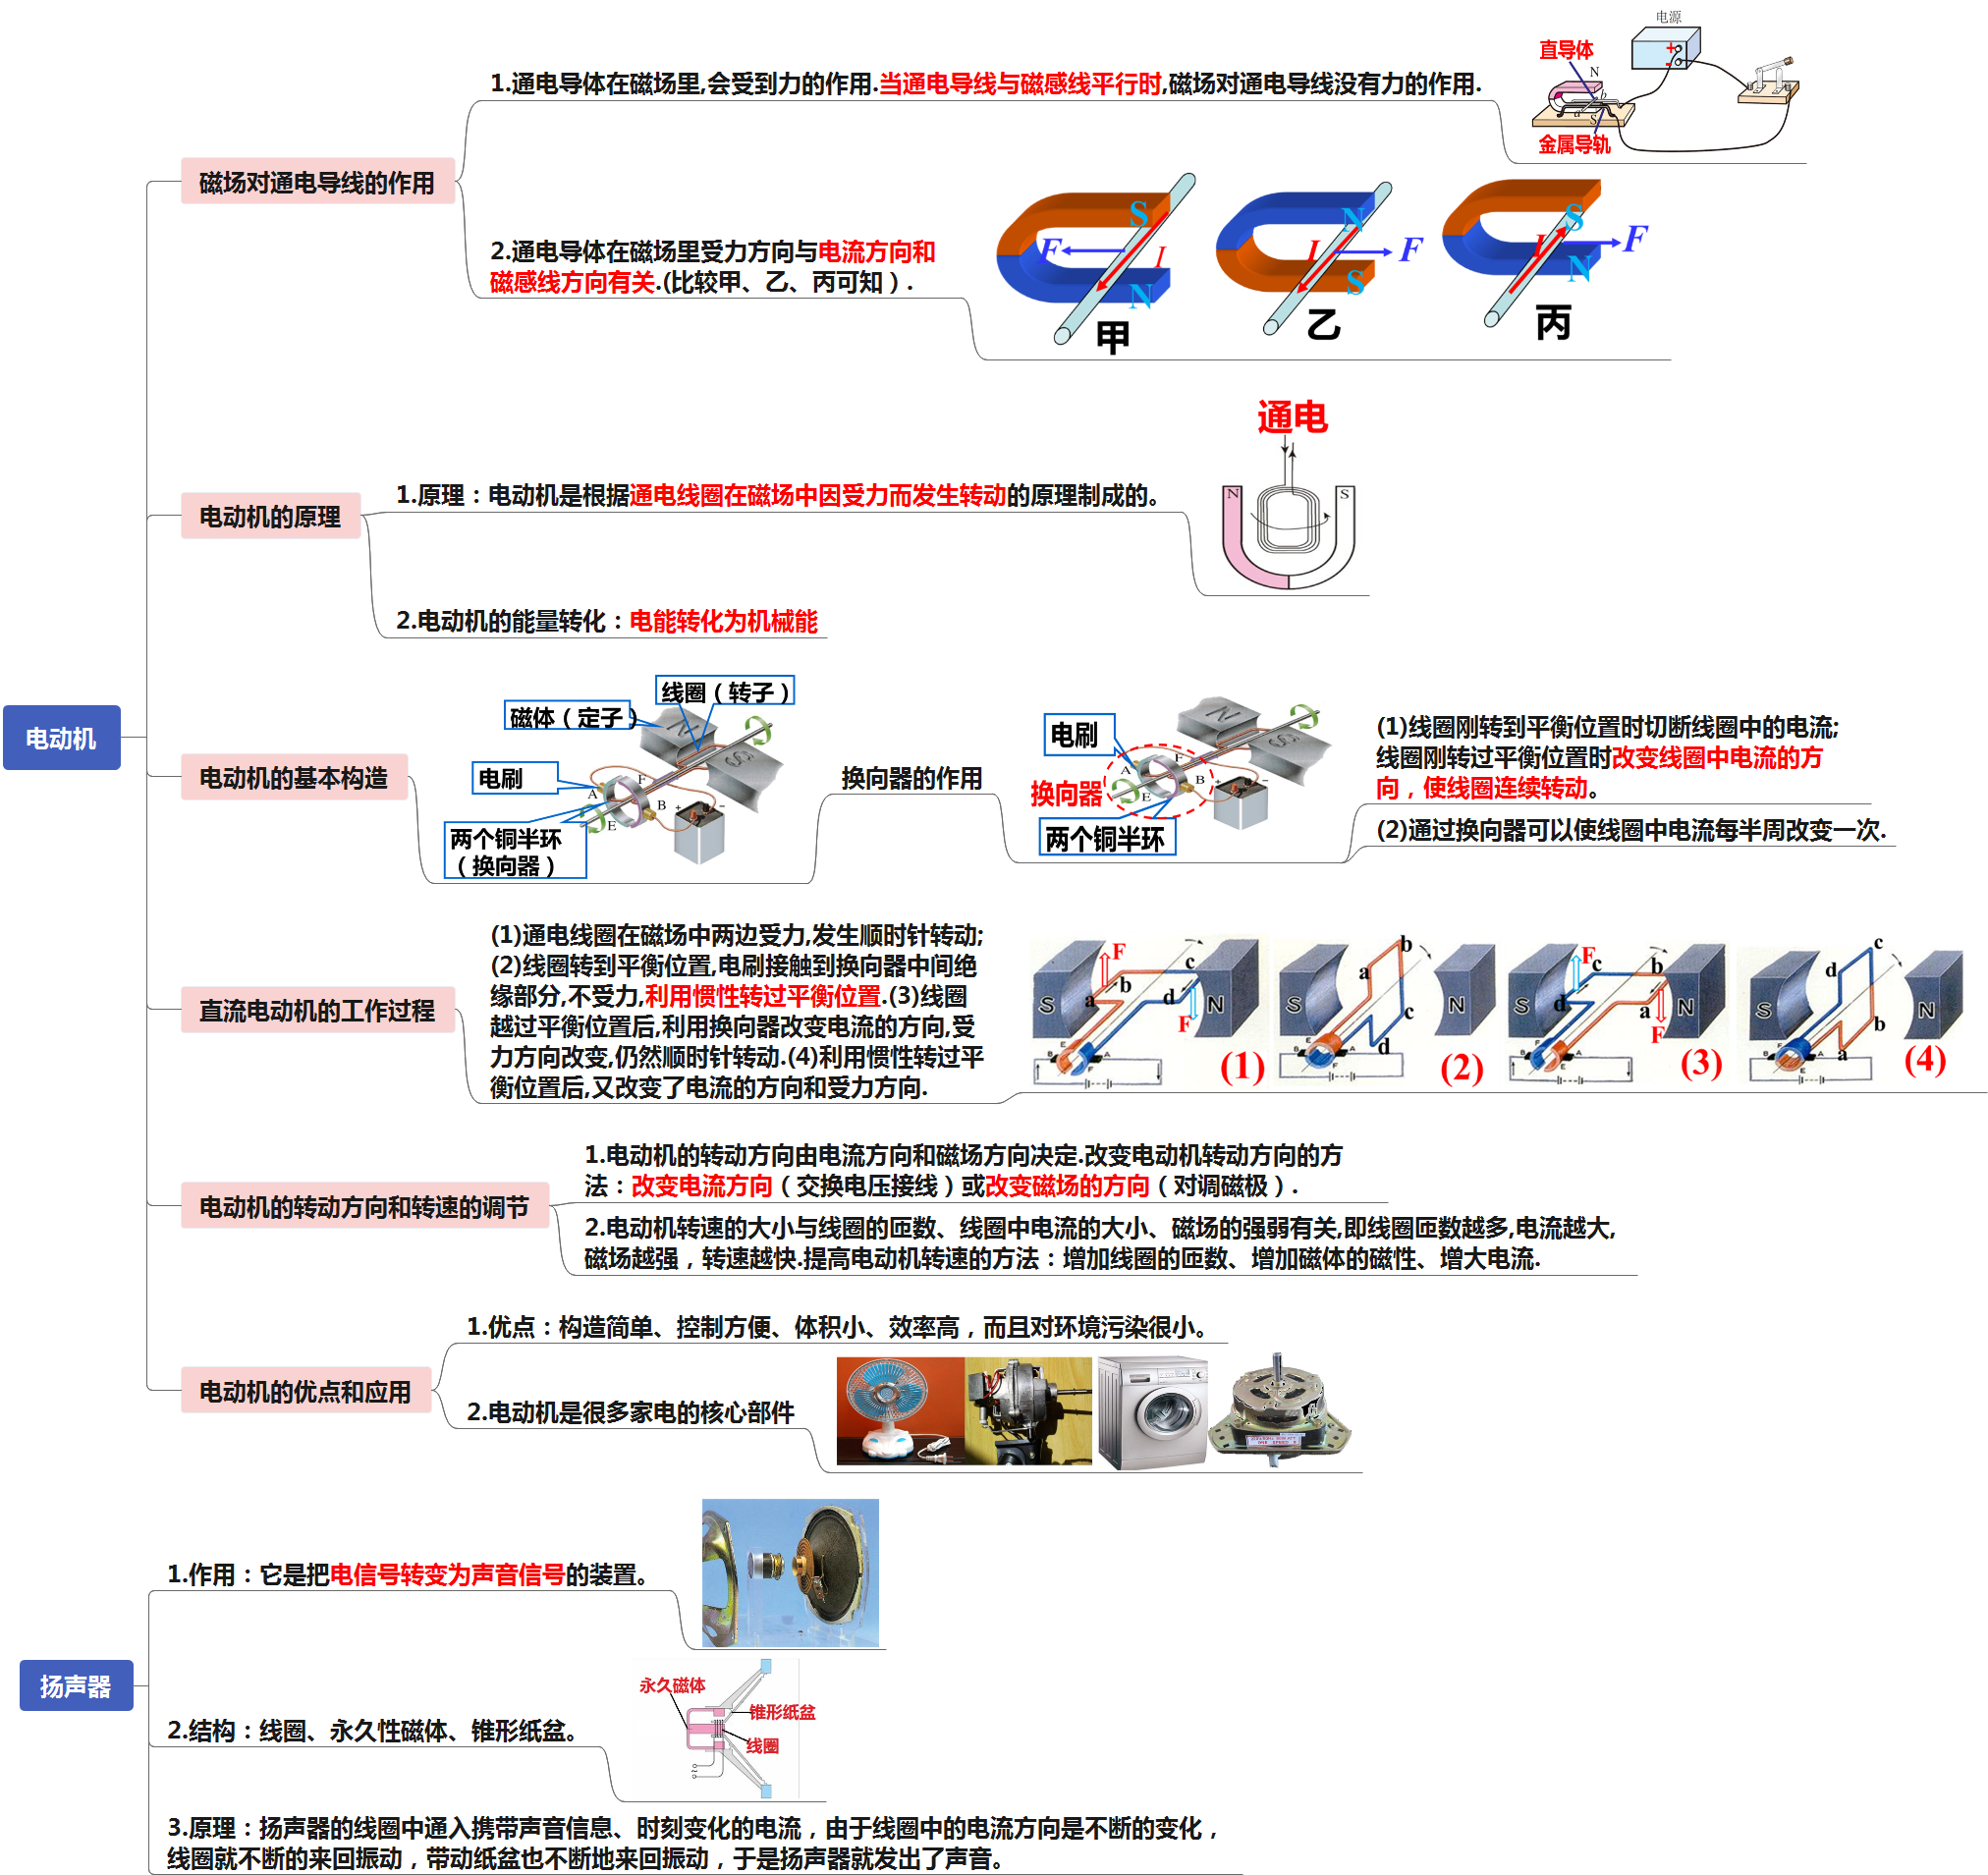 电源
直导体
N
b
a
S
金属导轨
1.通电导体在磁场里,会受到力的作用.当通电导线与磁感线平行时,磁场对通电导线没有力的作用.
磁场对通电导线的作用
2.通电导体在磁场里受力方向与电流方向和
磁感线方向有关.(比较甲、乙、丙可知）.
S
F
I
N
甲
N
I
F
S
乙
S
I
F
N
丙
通电
N
S
电动机的原理
1.原理：电动机是根据通电线圈在磁场中因受力而发生转动的原理制成的。
2.电动机的能量转化：电能转化为机械能
电动机
电动机的基本构造
线圈（转子）
磁体（定子）
N
S
电刷
A
F
B
E
+
−
两个铜半环
（换向器）
换向器的作用
电刷
N
S
A
F
B
E
+
−
换向器
两个铜半环
(1)线圈刚转到平衡位置时切断线圈中的电流;
线圈刚转过平衡位置时改变线圈中电流的方
向，使线圈连续转动。
(2)通过换向器可以使线圈中电流每半周改变一次.
直流电动机的工作过程
(1)通电线圈在磁场中两边受力,发生顺时针转动;
(2)线圈转到平衡位置,电刷接触到换向器中间绝
缘部分,不受力,利用惯性转过平衡位置.(3)线圈
越过平衡位置后,利用换向器改变电流的方向,受
力方向改变,仍然顺时针转动.(4)利用惯性转过平
衡位置后,又改变了电流的方向和受力方向.
F
S
a
b
c
d
N
F
E
B
A
F
(1)
S
a
b
c
d
N
E
B
A
F
(2)
F
S
c
b
d
a
N
F
F
B
A
E
(3)
S
d
c
b
a
N
F
B
A
E
(4)
电动机的转动方向和转速的调节
1.电动机的转动方向由电流方向和磁场方向决定.改变电动机转动方向的方
法：改变电流方向（交换电压接线）或改变磁场的方向（对调磁极）.
2.电动机转速的大小与线圈的匝数、线圈中电流的大小、磁场的强弱有关,即线圈匝数越多,电流越大,
磁场越强，转速越快.提高电动机转速的方法：增加线圈的匝数、增加磁体的磁性、增大电流.
电动机的优点和应用
1.优点：构造简单、控制方便、体积小、效率高，而且对环境污染很小。
2.电动机是很多家电的核心部件
扬声器
1.作用：它是把电信号转变为声音信号的装置。
2.结构：线圈、永久性磁体、锥形纸盆。
永久磁体
锥形纸盆
线圈
~
3.原理：扬声器的线圈中通入携带声音信息、时刻变化的电流，由于线圈中的电流方向是不断的变化，
线圈就不断的来回振动，带动纸盆也不断地来回振动，于是扬声器就发出了声音。